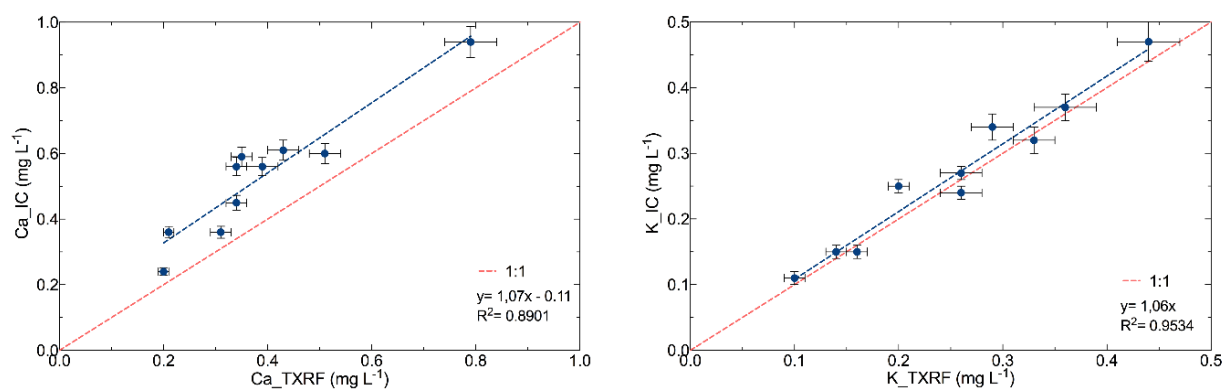 1.0
0.8
0.6
0.4
0.2
0.0
Ca_IC (mg L-1)
1:1
y= 1,07x - 0.11
R2= 0.8901
0.0 0.2 0.4 0.6 0.8 1.0
Ca_TXRF (mg L-1)
0.5
0.4
0.3
0.2
0.1
0.0
K_IC (mg L-1)
1:1
y= 1,06x
R2= 0.9534
0.0 0.1 0.2 0.3 0.4 0.5
K_TXRF (mg L-1)